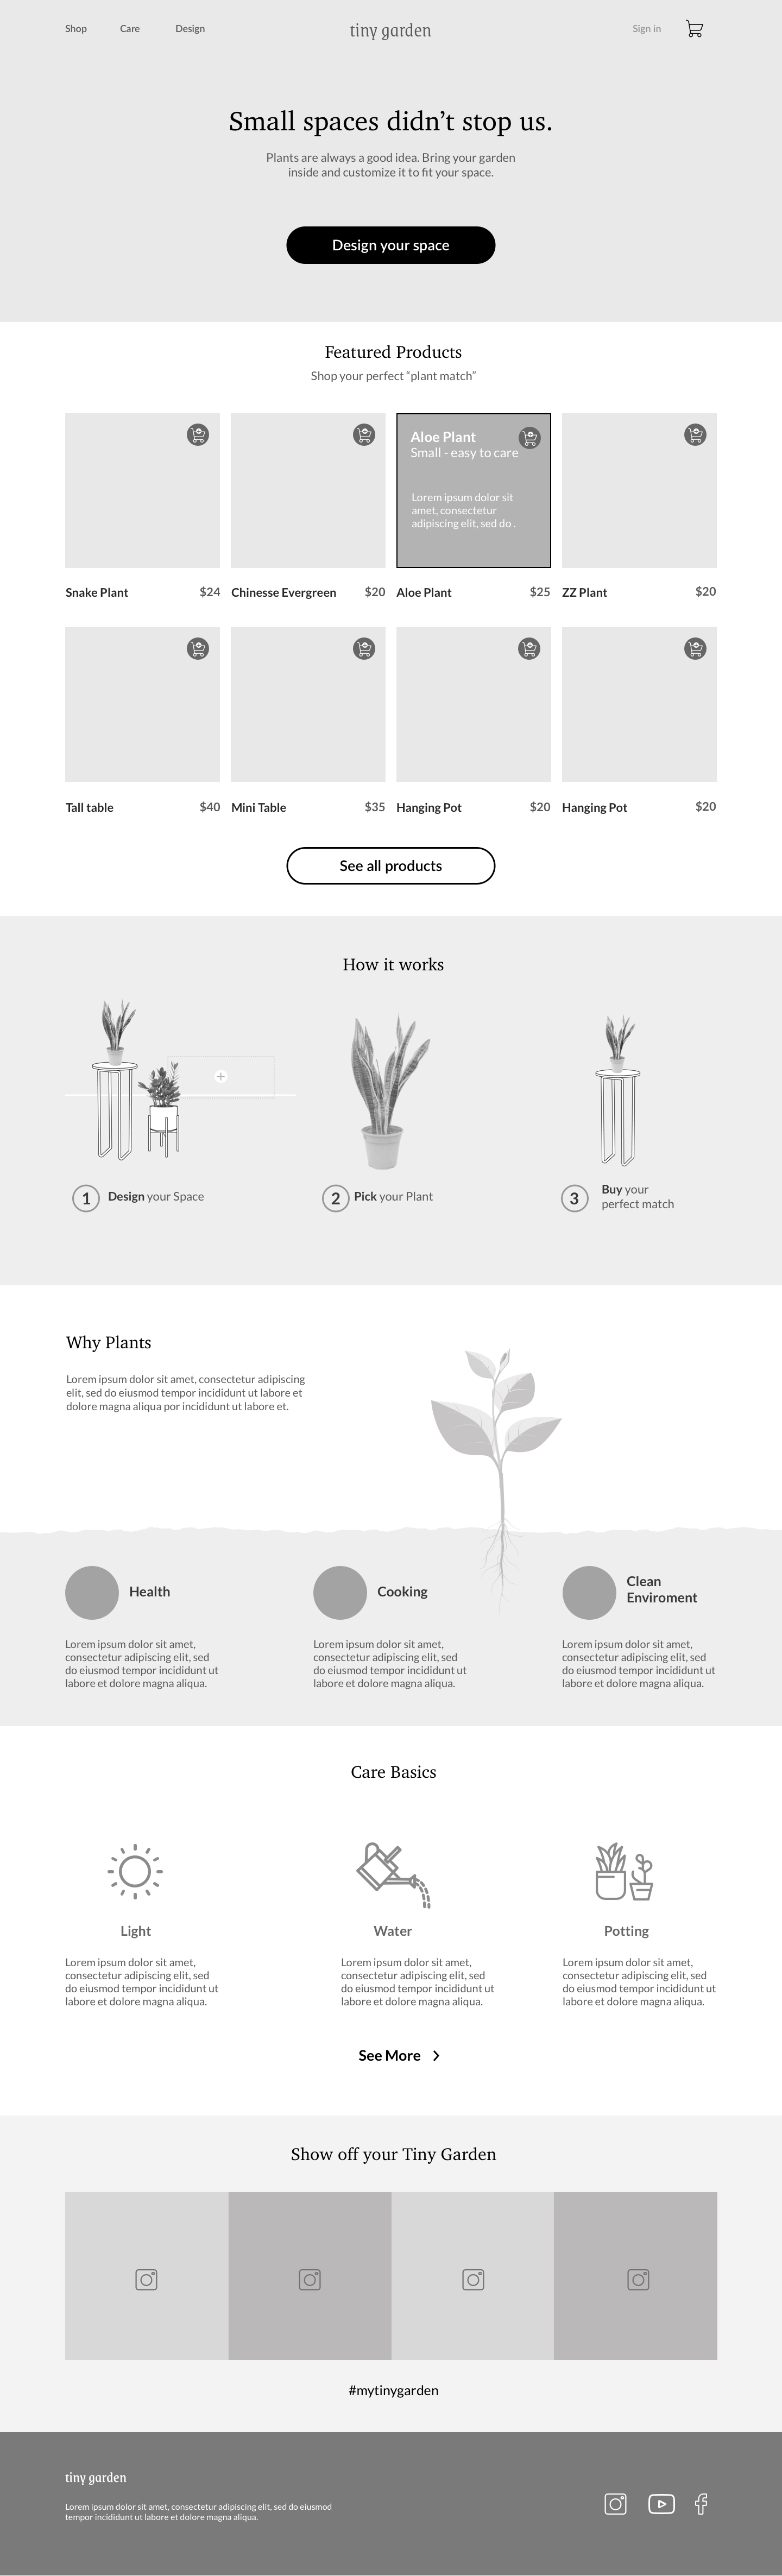 Shop Care Design tiny garden Sign in
Small spaces didn’t stop us.
Plants are always a good idea. Bring your garden
inside and customize it to fit your space.
Design your space
Featured Products
Shop your perfect “plant match”
Aloe Plant
Small - easy to care
Lorem ipsum dolor sit
amet, consectetur
adipiscing elit, sed do .
Snake Plant $24 Chinesse Evergreen $20 Aloe Plant $25 ZZ Plant $20
Tall table $40 Mini Table $35 Hanging Pot $20 Hanging Pot $20
See all products
How it works
1 Design your Space
2 Pick your Plant
3 Buy your
perfect match
Why Plants
Lorem ipsum dolor sit amet, consectetur adipiscing
elit, sed do eiusmod tempor incididunt ut labore et
dolore magna aliqua por incididunt ut labore et.
Health
Lorem ipsum dolor sit amet,
consectetur adipiscing elit, sed
do eiusmod tempor incididunt ut
labore et dolore magna aliqua.
Cooking
Lorem ipsum dolor sit amet,
consectetur adipiscing elit, sed
do eiusmod tempor incididunt ut
labore et dolore magna aliqua.
Clean
Enviroment
Lorem ipsum dolor sit amet,
consectetur adipiscing elit, sed
do eiusmod tempor incididunt ut
labore et dolore magna aliqua.
Care Basics
Light
Lorem ipsum dolor sit amet,
consectetur adipiscing elit, sed
do eiusmod tempor incididunt ut
labore et dolore magna aliqua.
Water
Lorem ipsum dolor sit amet,
consectetur adipiscing elit, sed
do eiusmod tempor incididunt ut
labore et dolore magna aliqua.
Potting
Lorem ipsum dolor sit amet,
consectetur adipiscing elit, sed
do eiusmod tempor incididunt ut
labore et dolore magna aliqua.
See More
Show off your Tiny Garden
#mytinygarden
tiny garden
Lorem ipsum dolor sit amet, consectetur adipiscing elit, sed do eiusmod
tempor incididunt ut labore et dolore magna aliqua.